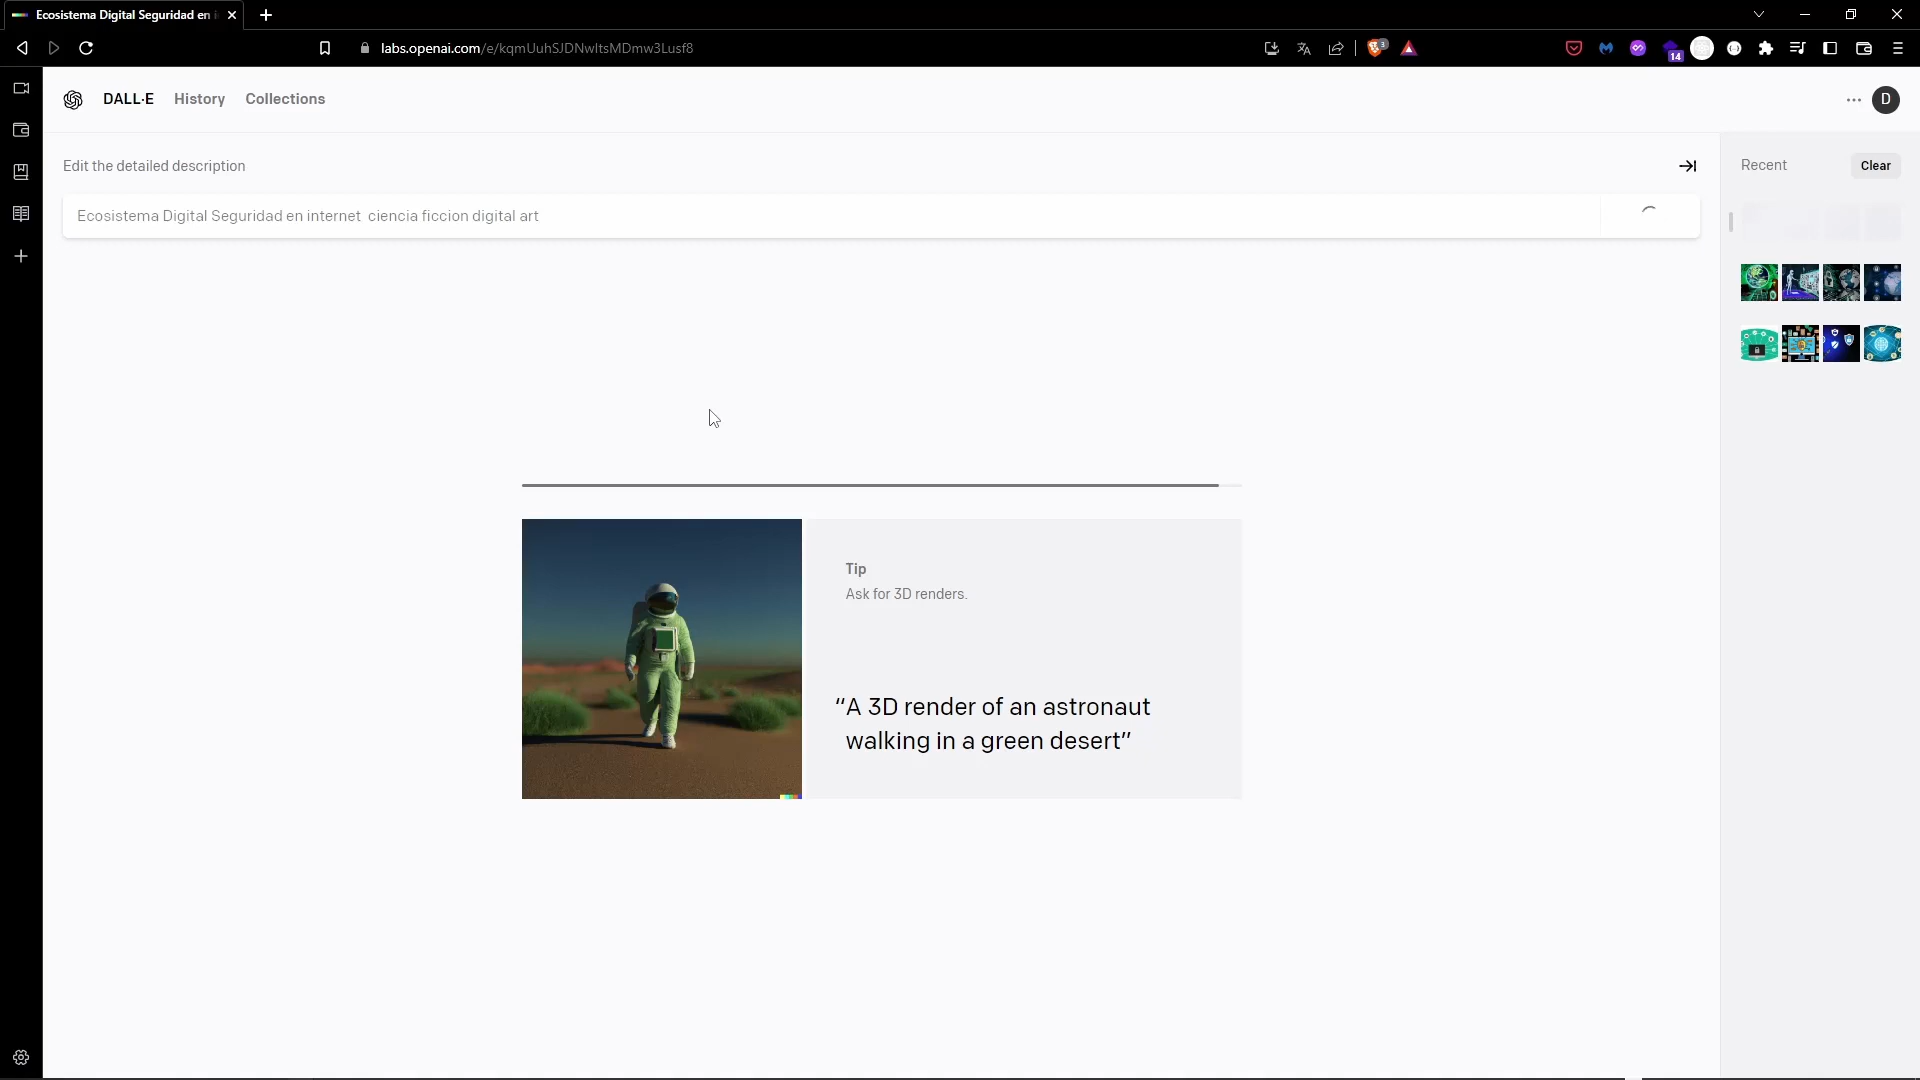 Ecosistema Digital Seguridad en i
labs.openai.com/e/kqmUuhSJDNwltsMDmw3Lusf8
3
14
DALL·E History Collections
D
Edit the detailed description
Recent
Clear
Ecosistema Digital Seguridad en internet ciencia ficcion digital art
Tip
Ask for 3D renders.
“A 3D render of an astronaut
walking in a green desert”